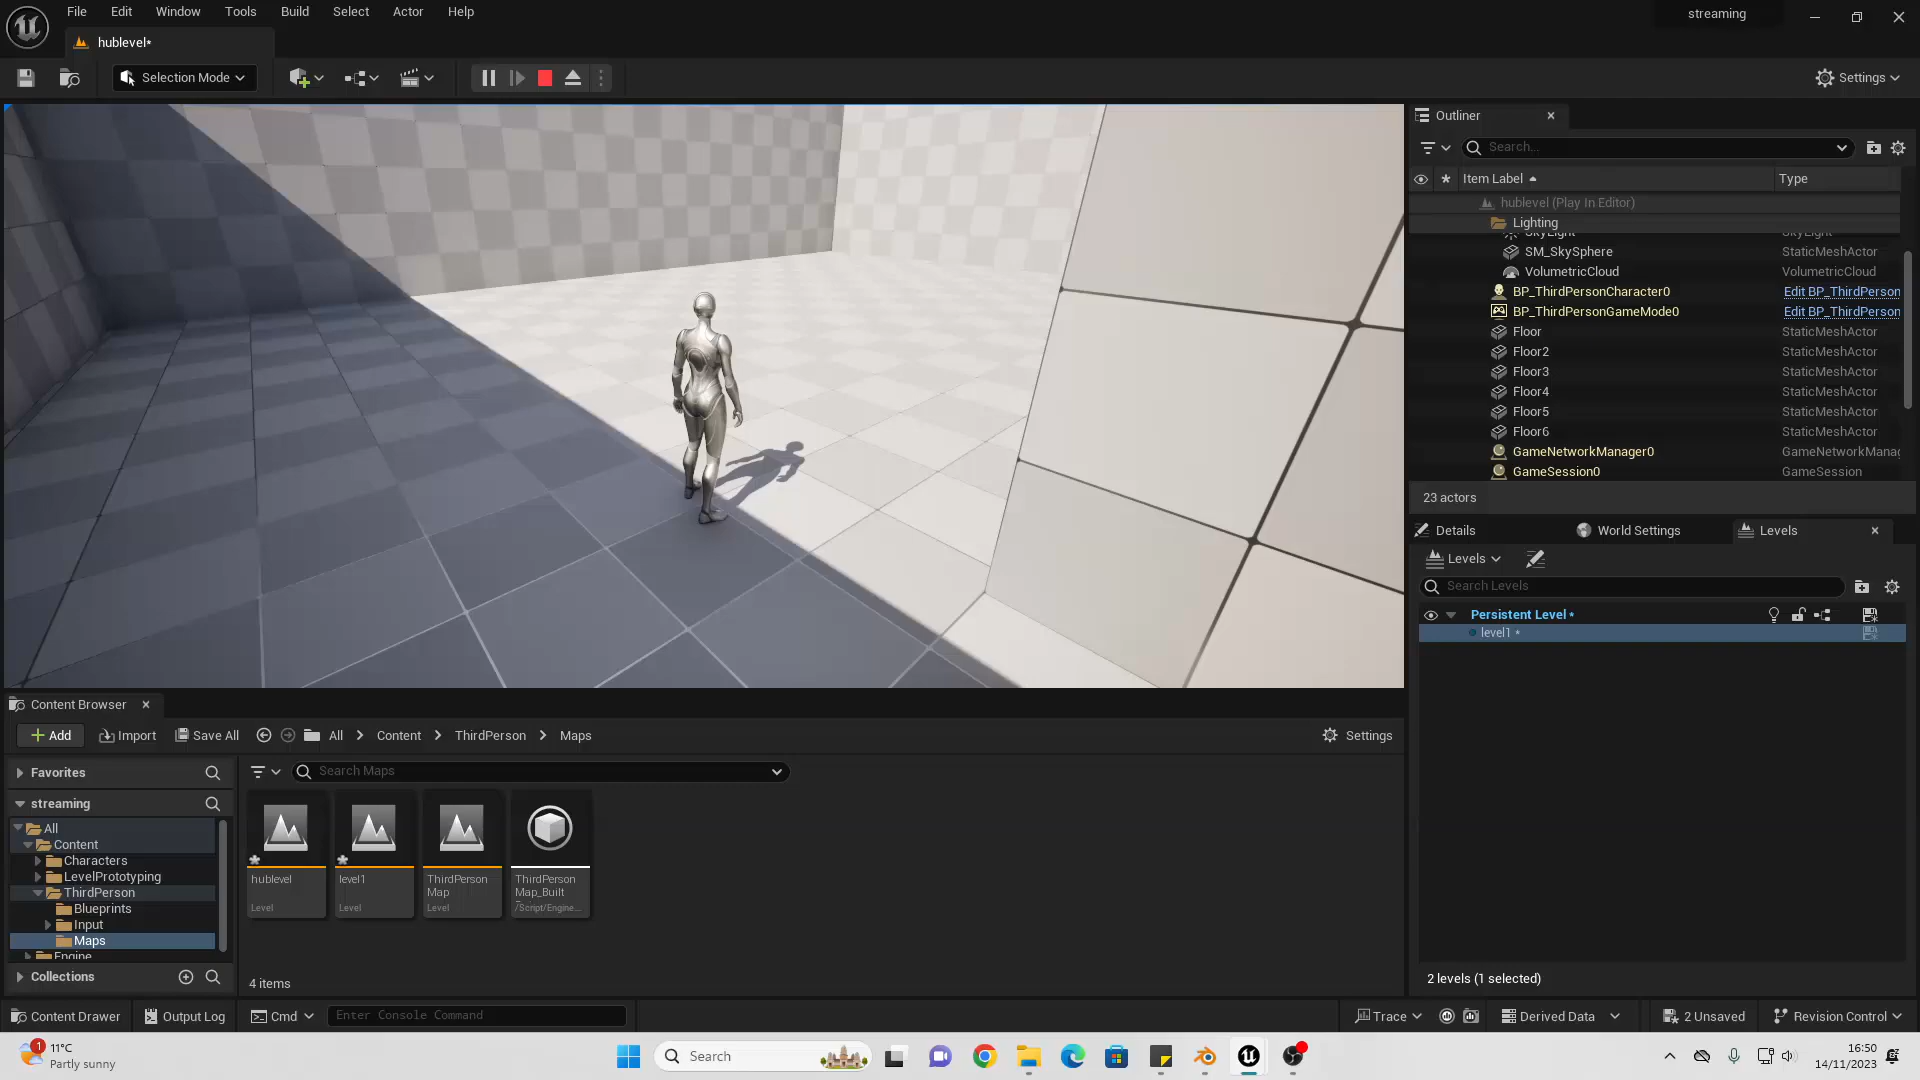 File Edit Window Tools Build Select Actor Help
streaming
hublevel*
Selection Mode
Settings
Outliner
Search...
Item Label Type
hublevel (Play In Editor)
Lighting
SkyLight
SM_SkySphere StaticMeshActor
VolumetricCloud VolumetricCloud
BP_ThirdPersonCharacter0 Edit BP_ThirdPerson
BP_ThirdPersonGameMode0 Edit BP_ThirdPerson
Floor StaticMeshActor
Floor2 StaticMeshActor
Floor3 StaticMeshActor
Floor4 StaticMeshActor
Floor5 StaticMeshActor
Floor6 StaticMeshActor
GameNetworkManager0 GameNetworkManag
GameSession0 GameSession
23 actors
Details World Settings Levels
Levels
Search Levels
Persistent Level *
level1 *
2 levels (1 selected)
Content Browser
Add Import Save All All Content ThirdPerson Maps Settings
Favorites
Search Maps
streaming
All
Content
Characters
LevelPrototyping
ThirdPerson
Blueprints
Input
Maps
Engine
Collections
hublevel
Level
level1
Level
ThirdPerson
Map
Level
ThirdPerson
Map_Built
/Script/Engine...
4 items
Content Drawer Output Log Cmd Enter Console Command Trace Derived Data 2 Unsaved Revision Control
1
11°C
Partly sunny
Search
16:50
14/11/2023